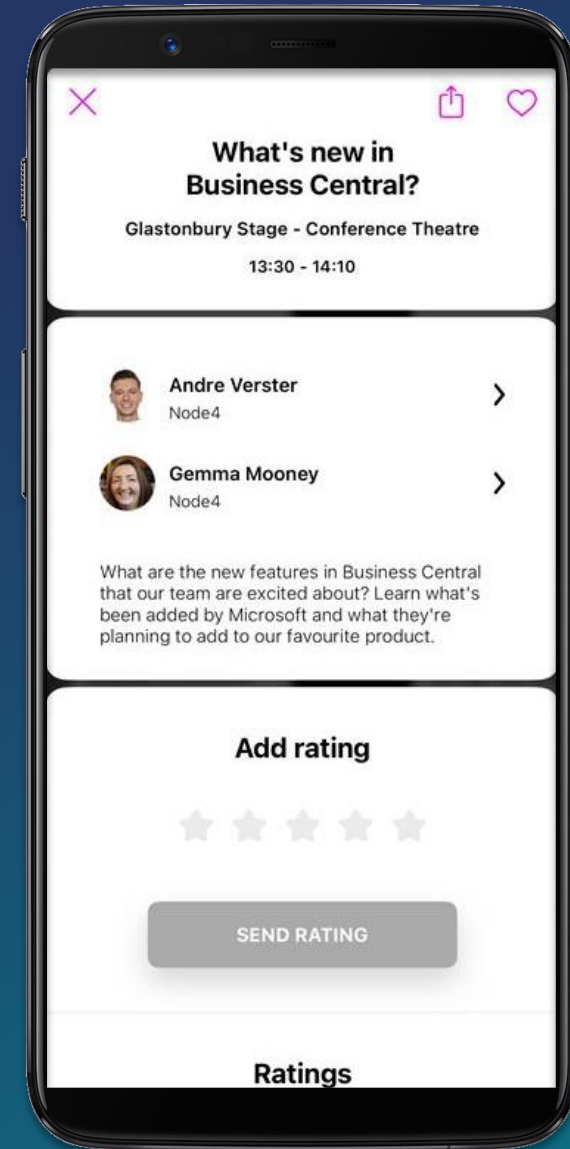 What's new in
Business Central?
Glastonbury Stage - Conference Theatre
13:30 - 14:10
Andre Verster
Node4
Gemma Mooney
Node4
What are the new features in Business Central
that our team are excited about? Learn what's
been added by Microsoft and what they're
planning to add to our favourite product.
Add rating
SEND RATING
Ratings